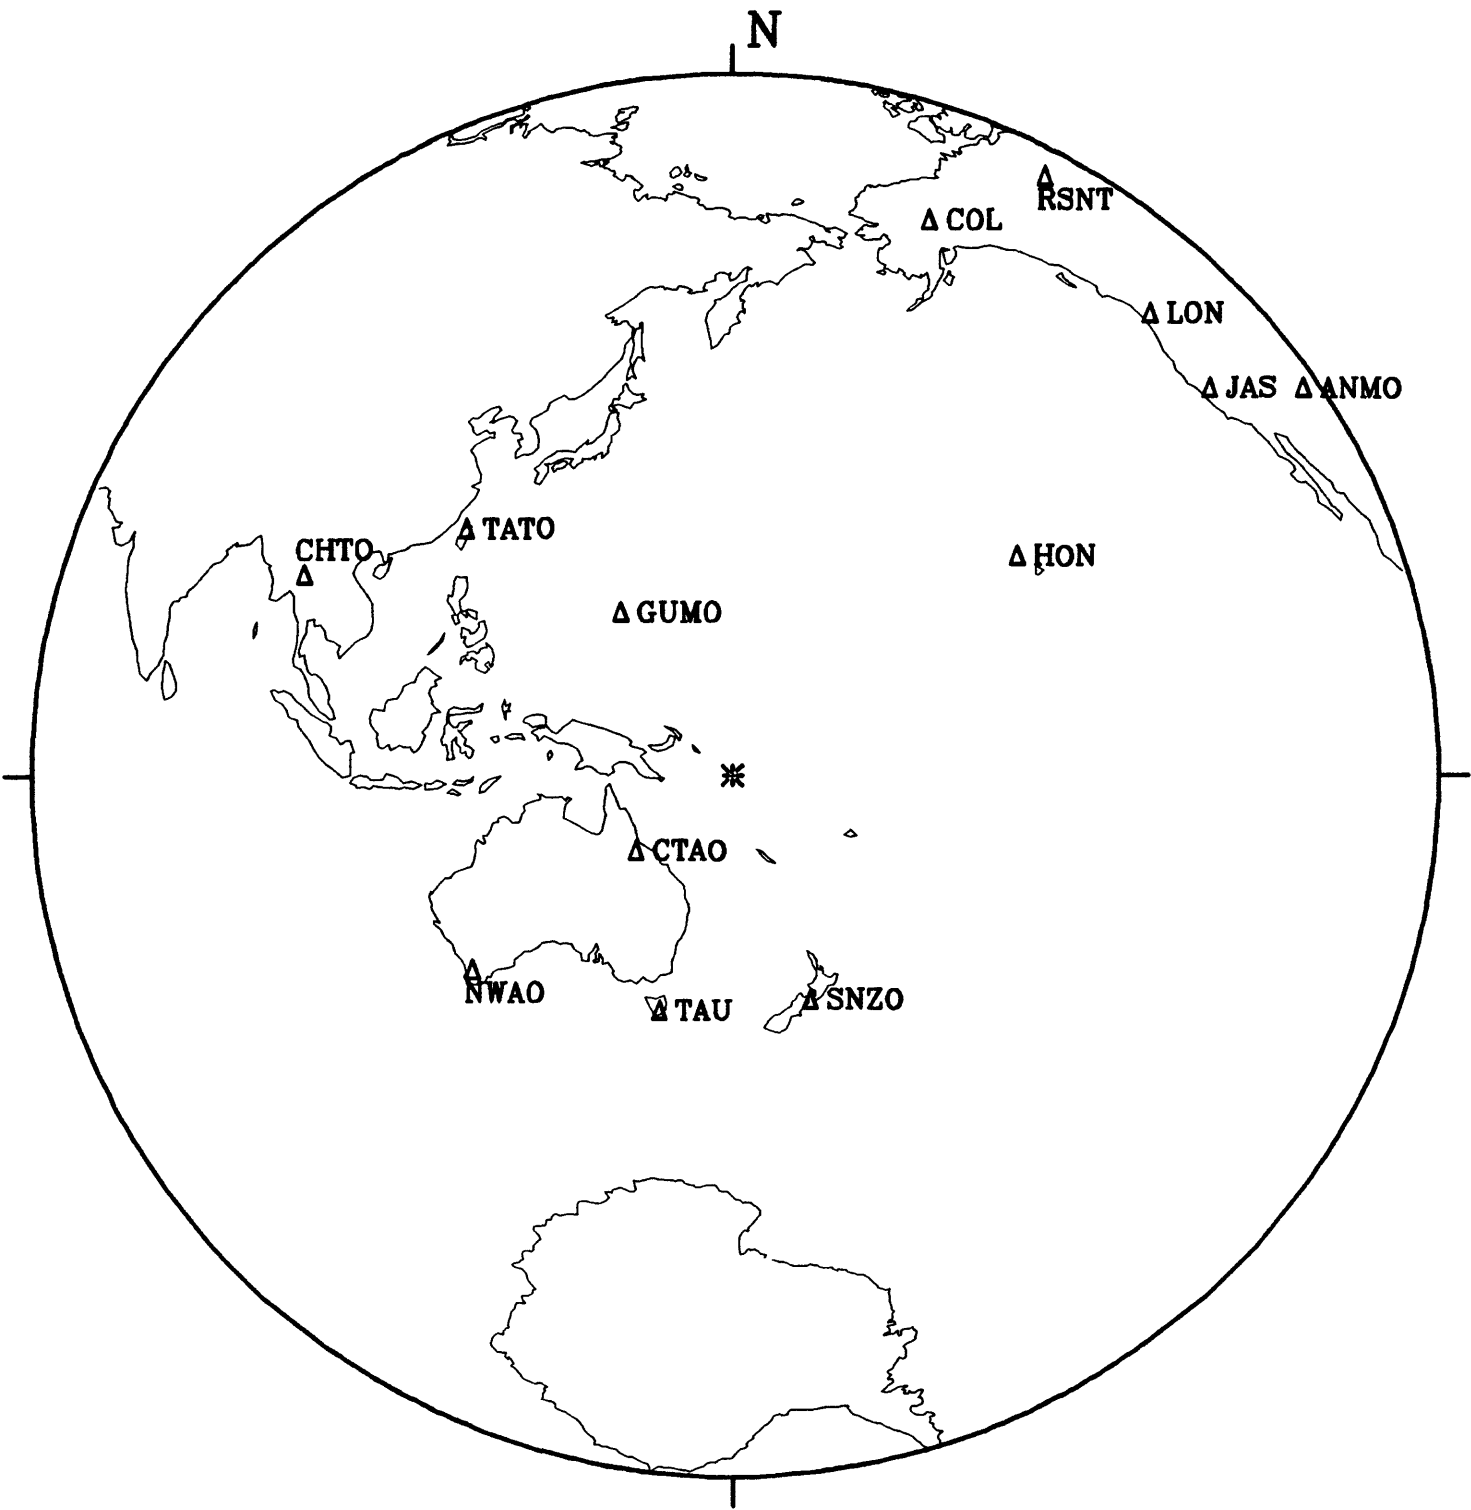 N
RSNT
COL
LON
JAS
ANMO
TATO
CHTO
HON
GUMO
CTAO
NWAO
SNZO
TAU